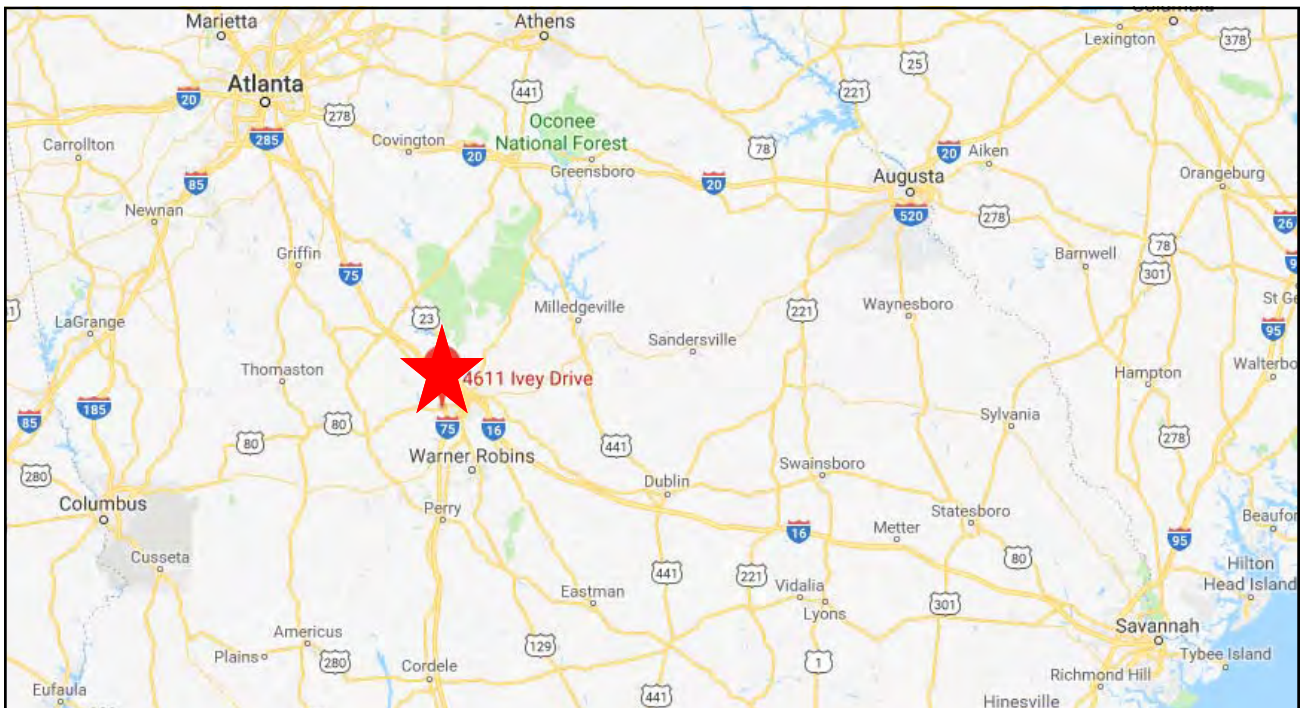 Marietta
Athens
Columbia
Lexington
378
25
Atlanta
20
441
221
278
Oconee
National Forest
285
Covington
20
78
20
Aiken
Carrollton
Greensboro
Augusta
85
20
Orangeburg
Newnan
520
278
26
78
Griffin
Barnwell
75
301
9
Milledgeville
Waynesboro
St Ge
23
221
LaGrange
Sandersville
95
Thomaston
4611 Ivey Drive
Hampton
Walterbo
185
Sylvania
85
80
75
16
80
441
278
Warner Robins
Swainsboro
280
Dublin
Columbus
Perry
Statesboro
Beaufor
16
Metter
95
Cusseta
80
Hilton
Head Island
441
221
Eastman
Vidalia
301
Lyons
Savannah
Americus
129
Tybee Island
Plains
280
Cordele
1
Richmond Hill
Eufaula
441
Hinesville